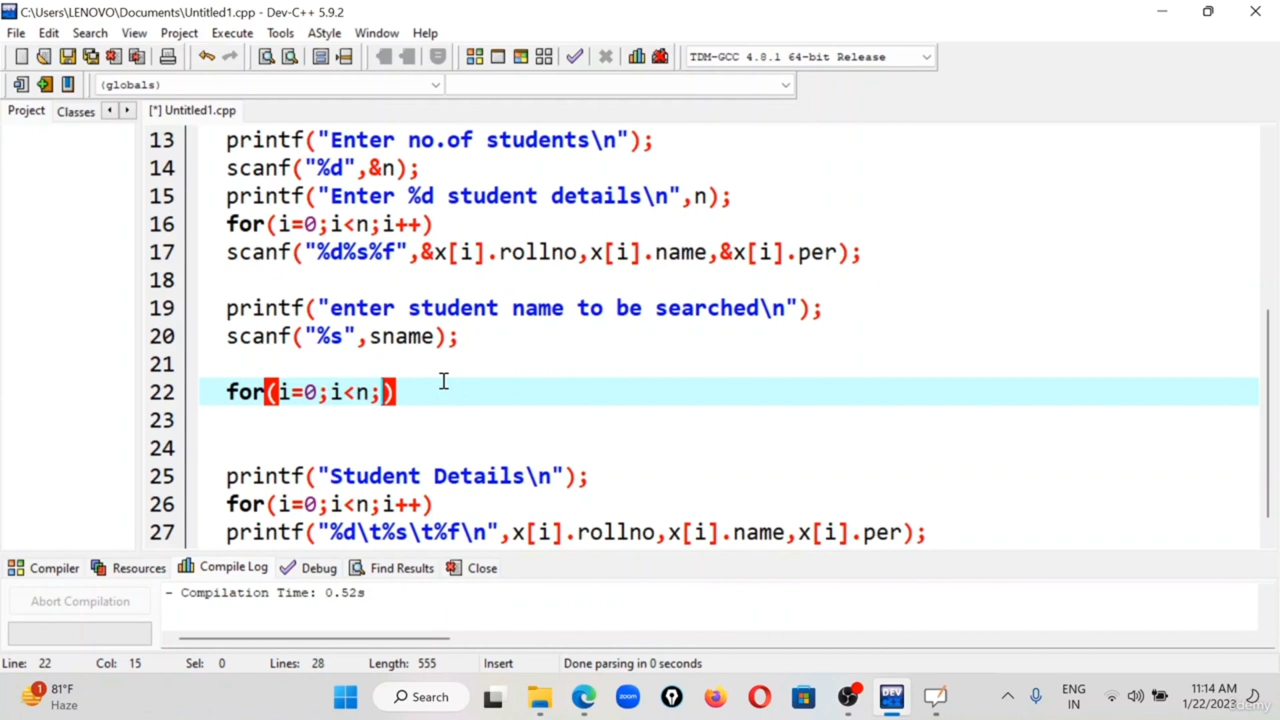 C:\Users\LENOVO\Documents\Untitled1.cpp - Dev-C++ 5.9.2
File Edit Search View Project Execute Tools AStyle Window Help
TDM-GCC 4.8.1 64-bit Release
(globals)
Project Classes [*] Untitled1.cpp
13 printf("Enter no.of students\n");
14 scanf("%d",&n);
15 printf("Enter %d student details\n",n);
16 for(i=0;i<n;i++)
17 scanf("%d%s%f",&x[i].rollno,x[i].name,&x[i].per);
18
19 printf("enter student name to be searched\n");
20 scanf("%s",sname);
21
22 for(i=0;i<n;)
23
24
25 printf("Student Details\n");
26 for(i=0;i<n;i++)
27 printf("%d\t%s\t%f\n",x[i].rollno,x[i].name,x[i].per);
Compiler Resources Compile Log Debug Find Results Close
Abort Compilation
- Compilation Time: 0.52s
Line: 22 Col: 15 Sel: 0 Lines: 28 Length: 555 Insert Done parsing in 0 seconds
1 81°F
Haze
Search
zoom
DEV
ENG
IN
11:14 AM
1/22/2023